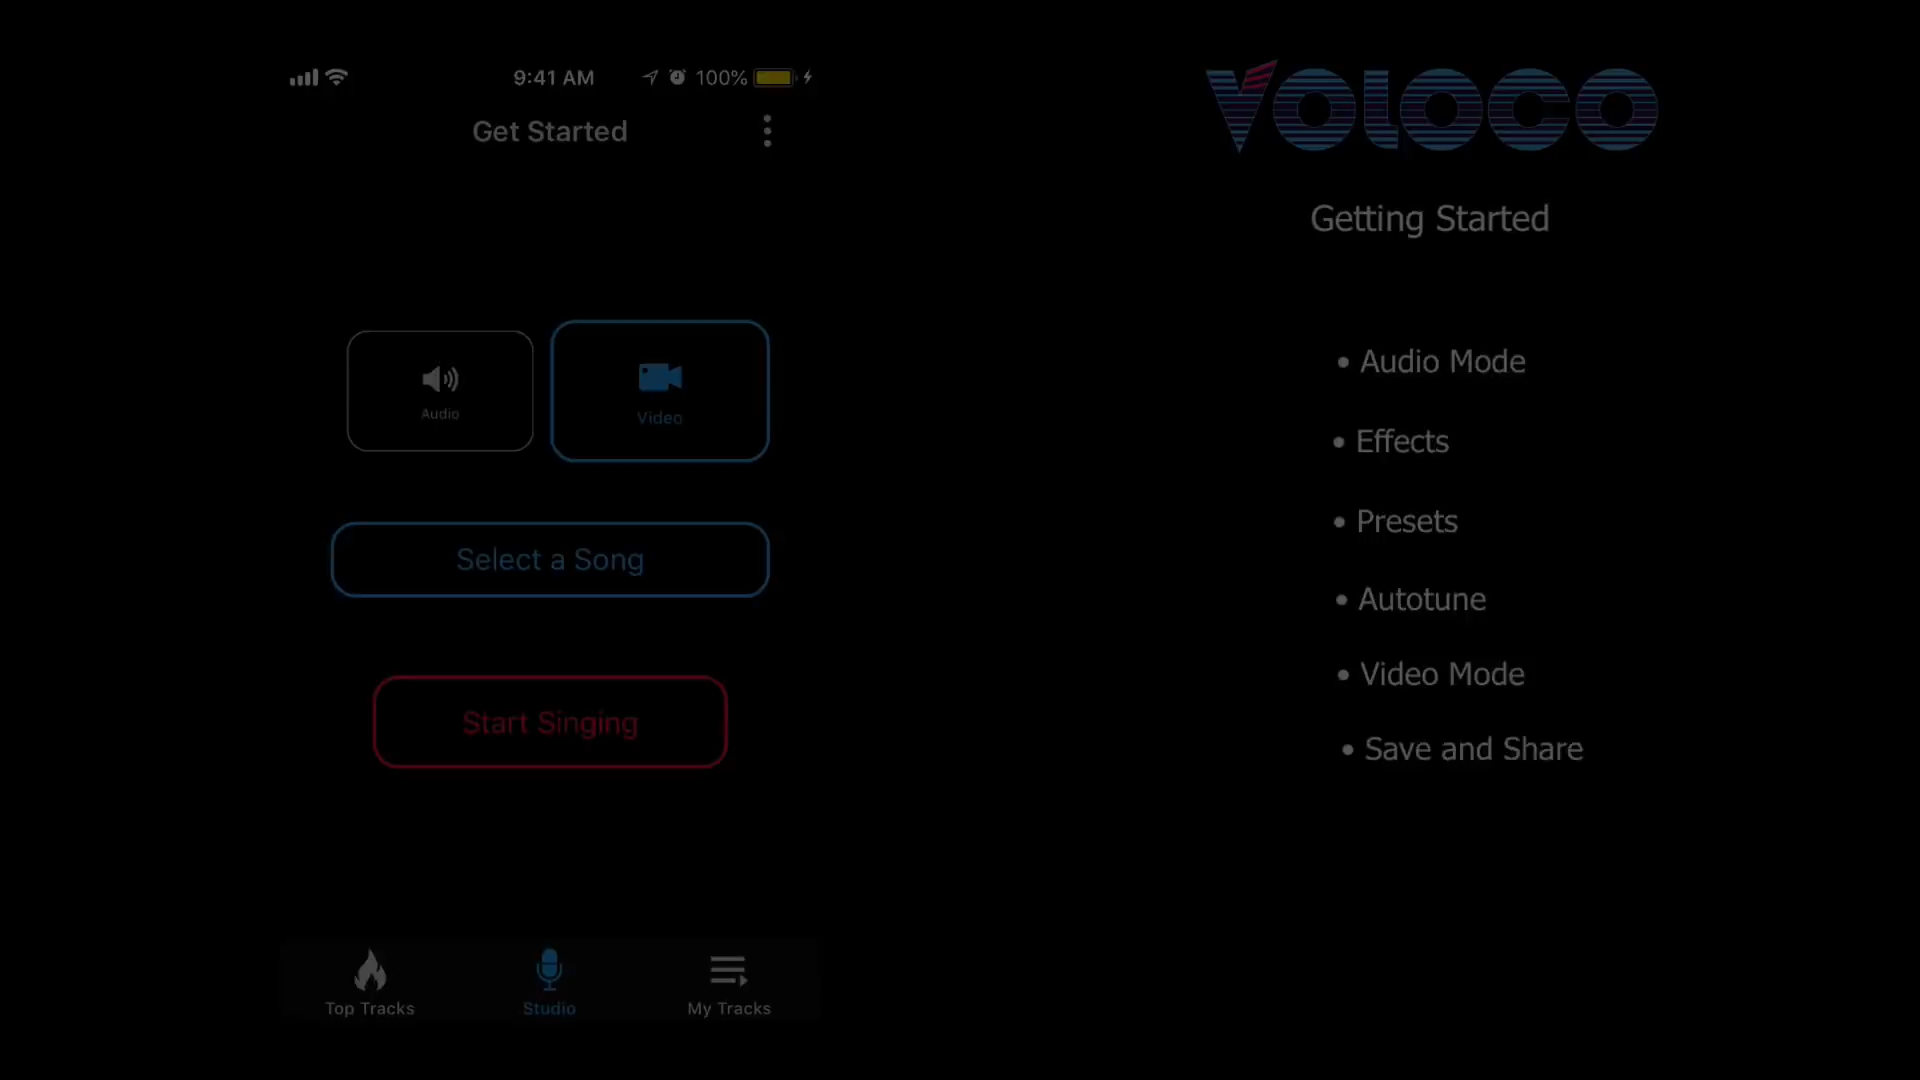 9:41 AM 100%
Get Started
Audio
Video
Select a Song
Start Singing
Top Tracks
Studio
My Tracks
VOLOCO
Getting Started
• Audio Mode
• Effects
• Presets
• Autotune
• Video Mode
• Save and Share